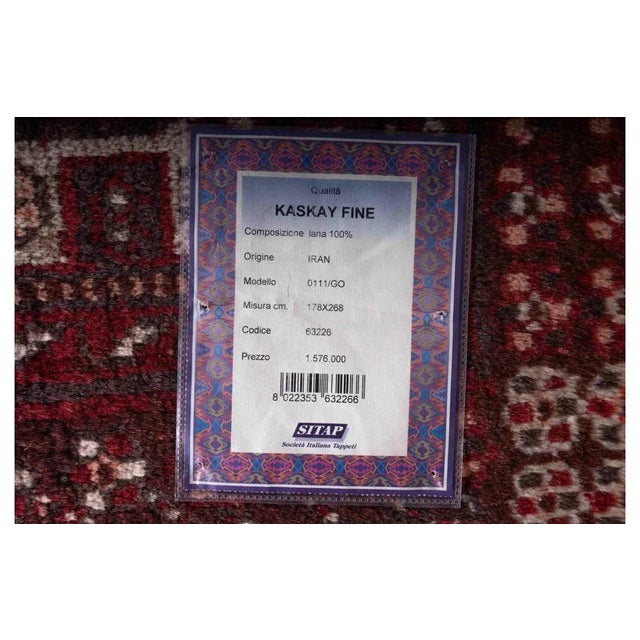 Qualità
KASKAY FINE
Composizione lana 100%
Origine IRAN
Modello 0111/GO
Misura cm. 178X268
Codice 63226
Prezzo 1.576.000
8 022353 632266
SITAP
Società Italiana Tappeti